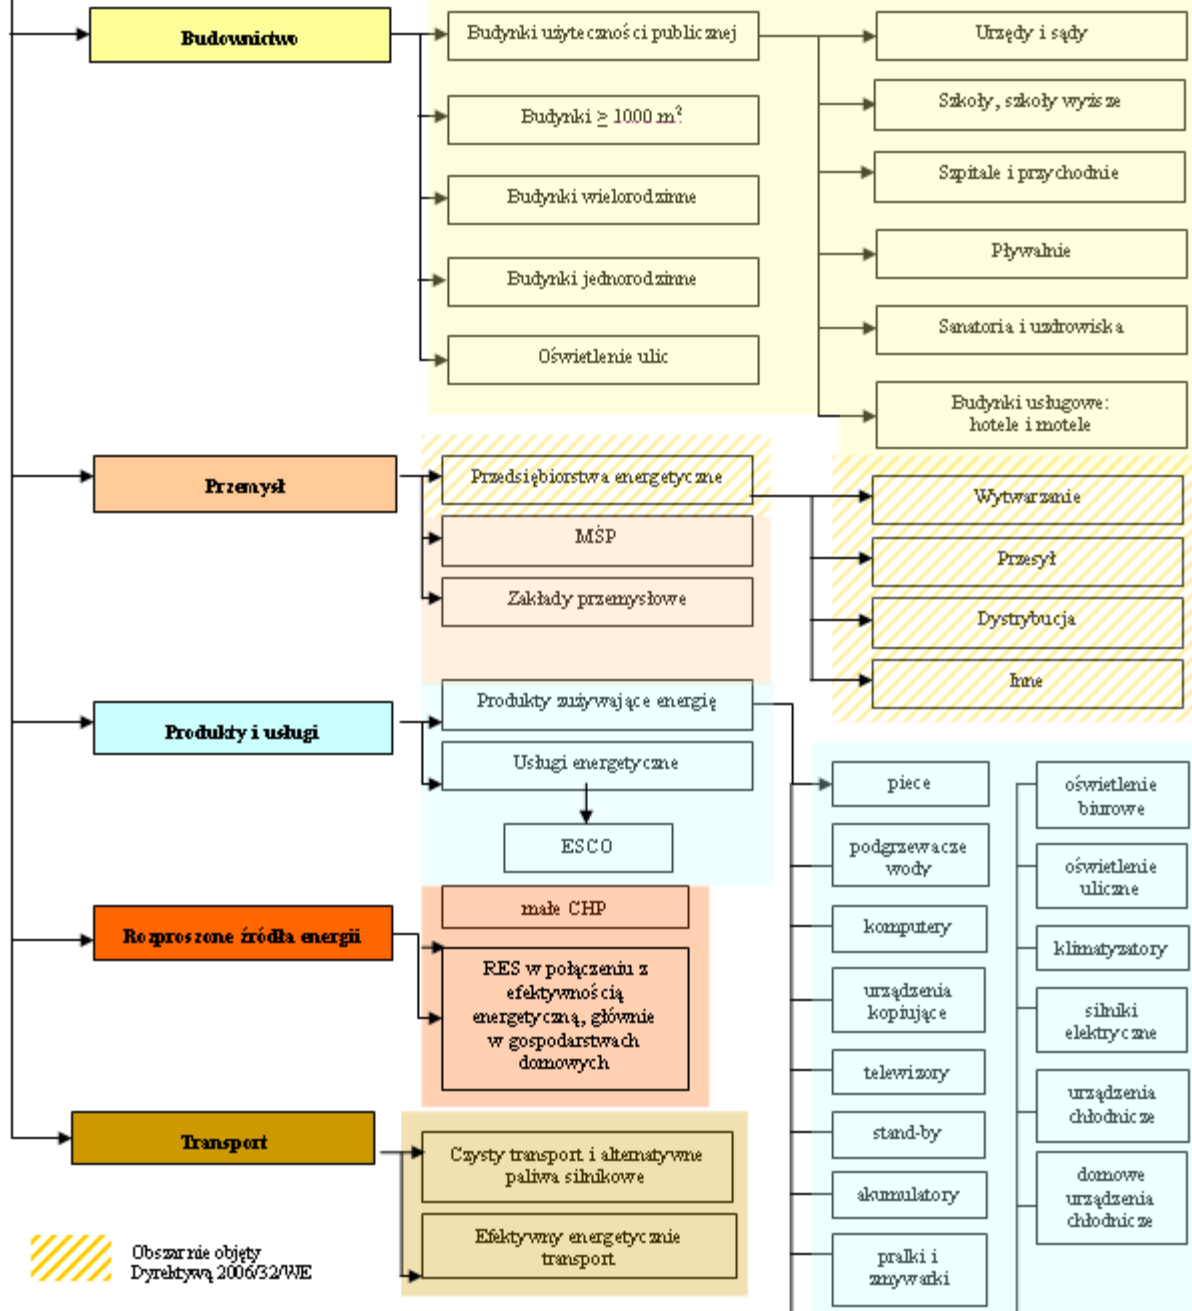 Budownictwo
Budynki użyteczności publicznej
Budynki ≥ 1000 m²
Budynki wielorodzinne
Budynki jednorodzinne
Oświetlenie ulic
Urzędy i sądy
Szkoły, szkoły wyższe
Szpitale i przychodnie
Pływalnie
Sanatoria i uzdrowiska
Budynki usługowe:
hotele i motele
Przemysł
Przedsiębiorstwa energetyczne
MŚP
Zakłady przemysłowe
Wytwarzanie
Przesył
Dystrybucja
Inne
Produkty i usługi
Produkty zużywające energię
Usługi energetyczne
ESCO
piece
podgrzewacze
wody
komputery
urządzenia
kopiujące
telewizory
stand-by
akumulatory
pralki i
zmywarki
oświetlenie
biurowe
oświetlenie
uliczne
klimatyzatory
silniki
elektryczne
urządzenia
chłodnicze
domowe
urządzenia
chłodnicze
Rozproszone źródła energii
małe CHP
RES w połączeniu z
efektywnością
energetyczną, głównie
w gospodarstwach
domowych
Transport
Czysty transport i alternatywne
paliwa silnikowe
Efektywny energetycznie
transport
Obszar nie objęty
Dyrektywą 2006/32/WE